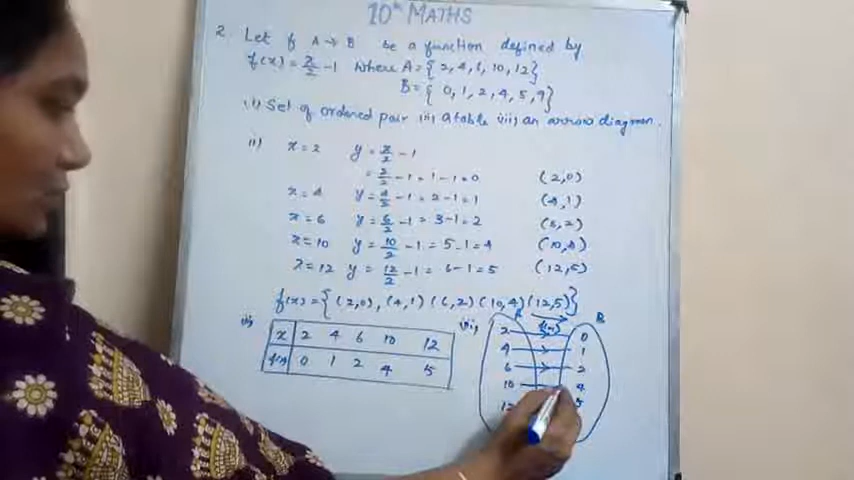 10th MATHS
2. Let f A→B be a function defined by
f(x) = x/2 - 1 where A = {2, 4, 6, 10, 12}
B = {0, 1, 2, 4, 5, 9}
(i) Set of ordered pair (ii) a table (iii) an arrow diagram.
x = 2 y = x/2 - 1
= 2/2 - 1 = 1 - 1 = 0 (2,0)
x = 4 y = 4/2 - 1 = 2 - 1 = 1 (4,1)
x = 6 y = 6/2 - 1 = 3 - 1 = 2 (6,2)
x = 10 y = 10/2 - 1 = 5 - 1 = 4 (10,4)
x = 12 y = 12/2 - 1 = 6 - 1 = 5 (12,5)
f(x) = {(2,0), (4,1) (6,2) (10,4) (12,5)}
ii)
x 2 4 6 10 12
f(x) 0 1 2 4 5
iii) A f(x) B
2 → 0
4 → 1
6 → 2
10 4
12 5